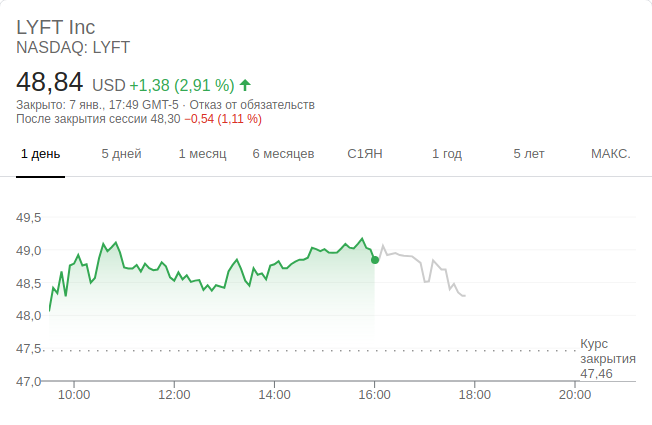 LYFT Inc
NASDAQ: LYFT
48,84 USD +1,38 (2,91 %)
Закрыто: 7 янв., 17:49 GMT-5 · Отказ от обязательств
После закрытия сессии 48,30 −0,54 (1,11 %)
1 день 5 дней 1 месяц 6 месяцев С1ЯН 1 год 5 лет МАКС.
49,5
49,0
48,5
48,0
47,5
47,0
Курс
закрытия
47,46
10:00 12:00 14:00 16:00 18:00 20:00